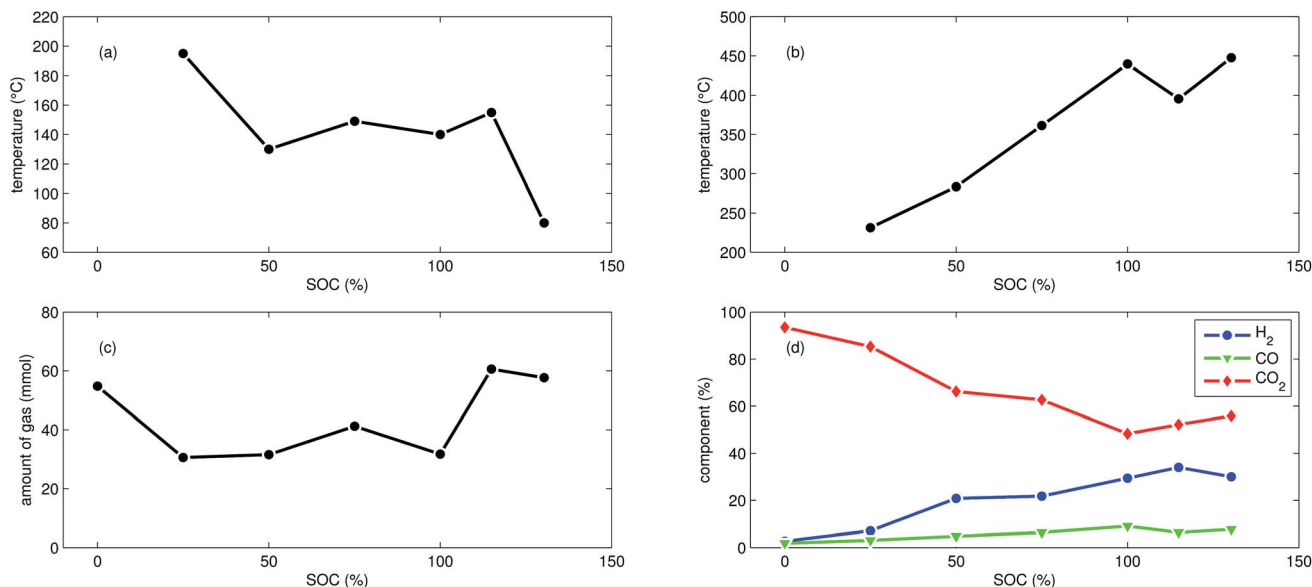 220
200
180
160
140
120
100
80
60
temperature (°C)
(a)
0 50 100 150
SOC (%)
500
450
400
350
300
250
200
temperature (°C)
(b)
0 50 100 150
SOC (%)
80
60
40
20
0
amount of gas (mmol)
(c)
0 50 100 150
SOC (%)
100
80
60
40
20
0
component (%)
(d)
H₂
CO
CO₂
0 50 100 150
SOC (%)